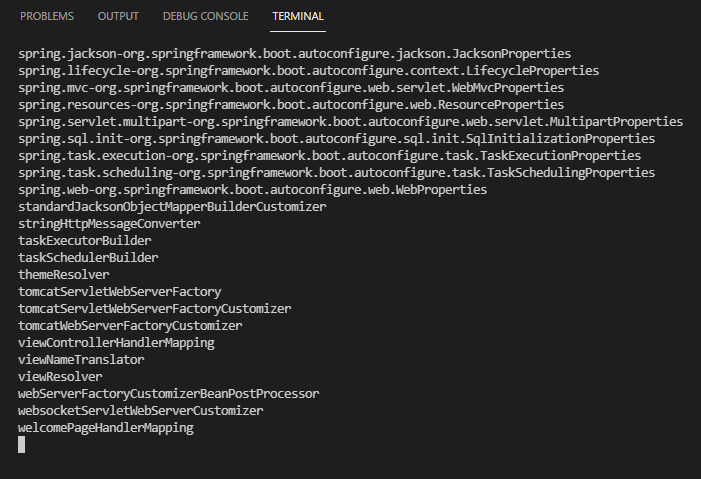 PROBLEMS OUTPUT DEBUG CONSOLE TERMINAL
spring.jackson-org.springframework.boot.autoconfigure.jackson.JacksonProperties
spring.lifecycle-org.springframework.boot.autoconfigure.context.LifecycleProperties
spring.mvc-org.springframework.boot.autoconfigure.web.servlet.WebMvcProperties
spring.resources-org.springframework.boot.autoconfigure.web.ResourceProperties
spring.servlet.multipart-org.springframework.boot.autoconfigure.web.servlet.MultipartProperties
spring.sql.init-org.springframework.boot.autoconfigure.sql.init.SqlInitializationProperties
spring.task.execution-org.springframework.boot.autoconfigure.task.TaskExecutionProperties
spring.task.scheduling-org.springframework.boot.autoconfigure.task.TaskSchedulingProperties
spring.web-org.springframework.boot.autoconfigure.web.WebProperties
standardJacksonObjectMapperBuilderCustomizer
stringHttpMessageConverter
taskExecutorBuilder
taskSchedulerBuilder
themeResolver
tomcatServletWebServerFactory
tomcatServletWebServerFactoryCustomizer
tomcatWebServerFactoryCustomizer
viewControllerHandlerMapping
viewNameTranslator
viewResolver
webServerFactoryCustomizerBeanPostProcessor
websocketServletWebServerCustomizer
welcomePageHandlerMapping